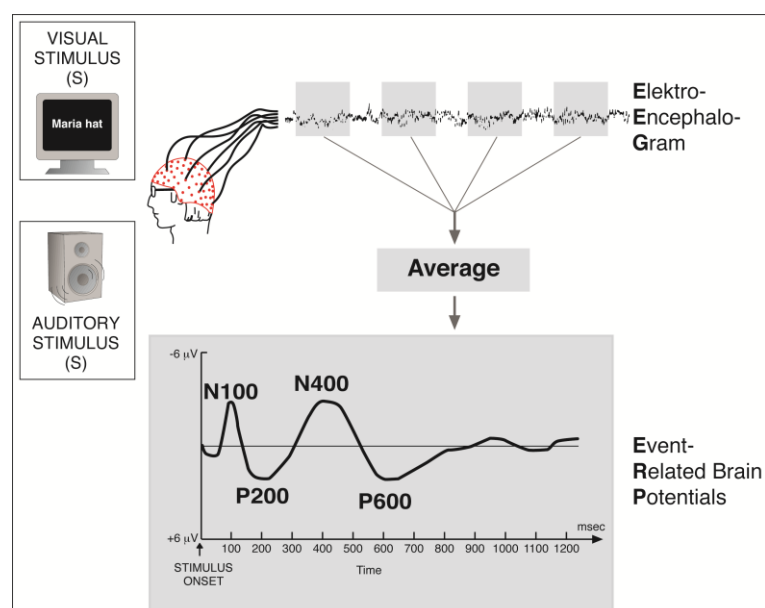 VISUAL
STIMULUS
(S)
Maria hat
AUDITORY
STIMULUS
(S)
Elektro-
Encephalo-
Gram
Average
-6 µV
N100
N400
P200
P600
+6 µV
msec
100 200 300 400 500 600 700 800 900 1000 1100 1200
STIMULUS
ONSET
Time
Event-
Related Brain
Potentials